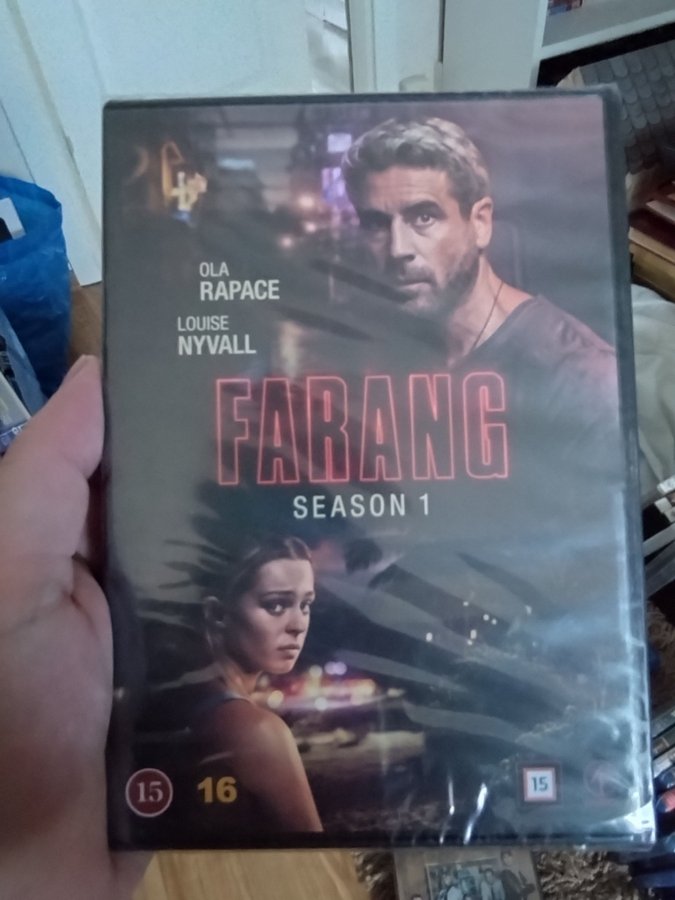 OLA
RAPACE
LOUISE
NYVALL
FARANG
SEASON 1
15
16
15